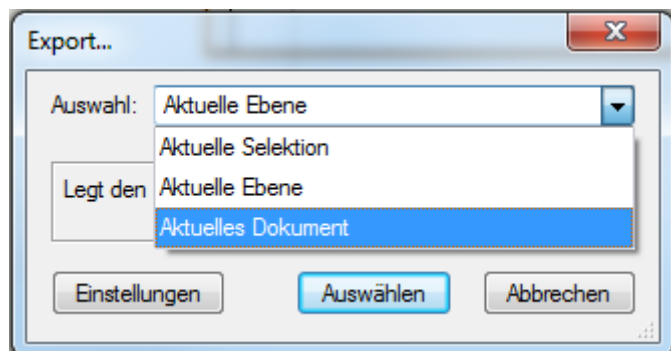 Export...
Auswahl: Aktuelle Ebene
Aktuelle Selektion
Legt den Aktuelle Ebene
Aktuelles Dokument
Einstellungen Auswählen Abbrechen